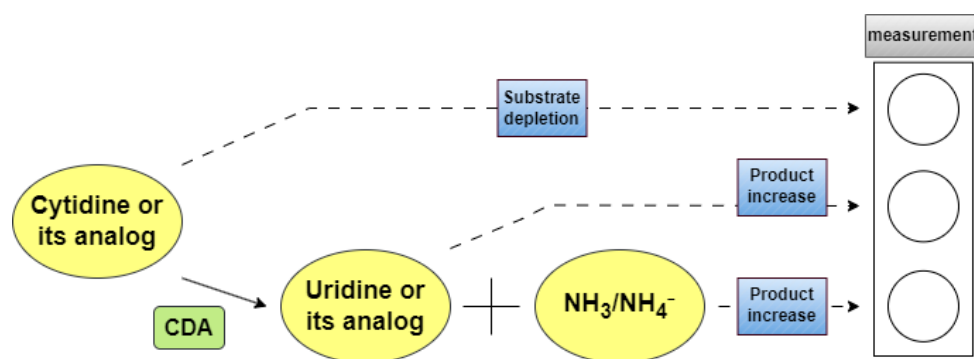 measurement
Substrate
depletion
Product
increase
Cytidine or
its analog
Uridine or
its analog
NH₃/NH₄⁻
Product
increase
CDA